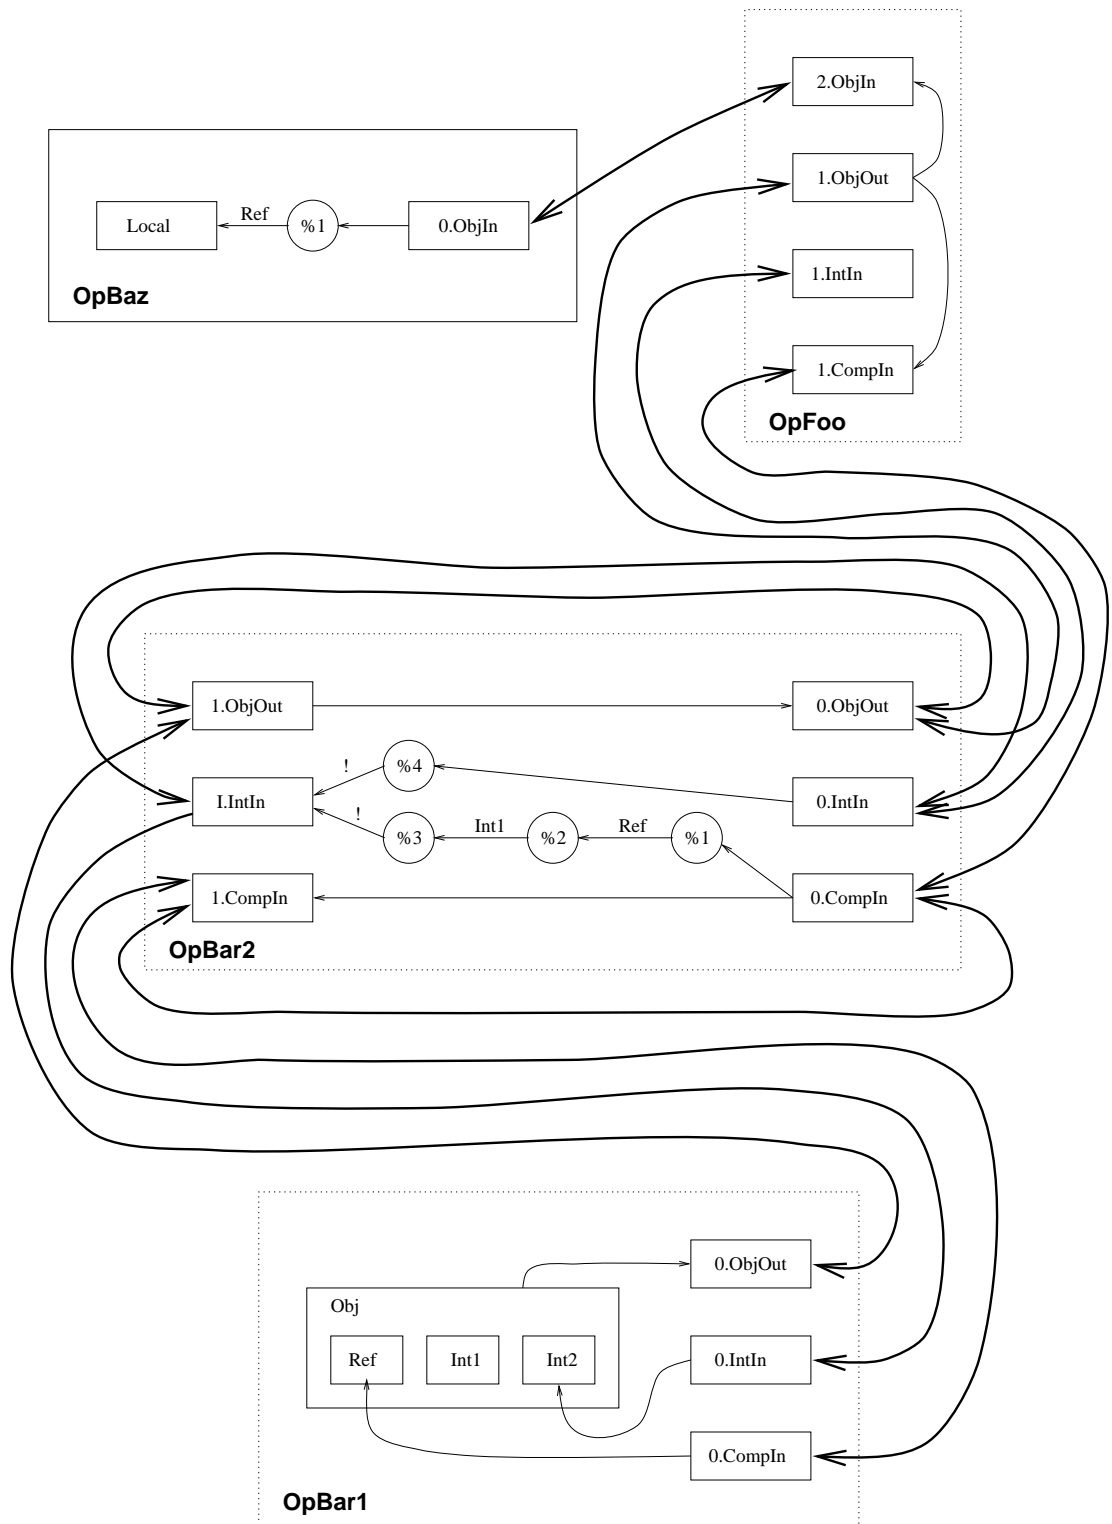 2.ObjIn
1.ObjOut
1.IntIn
1.CompIn
OpFoo
Local
Ref
%1
0.ObjIn
OpBaz
1.ObjOut
0.ObjOut
!
%4
I.IntIn
0.IntIn
!
%3
Int1
%2
Ref
%1
1.CompIn
0.CompIn
OpBar2
0.ObjOut
Obj
Ref
Int1
Int2
0.IntIn
0.CompIn
OpBar1